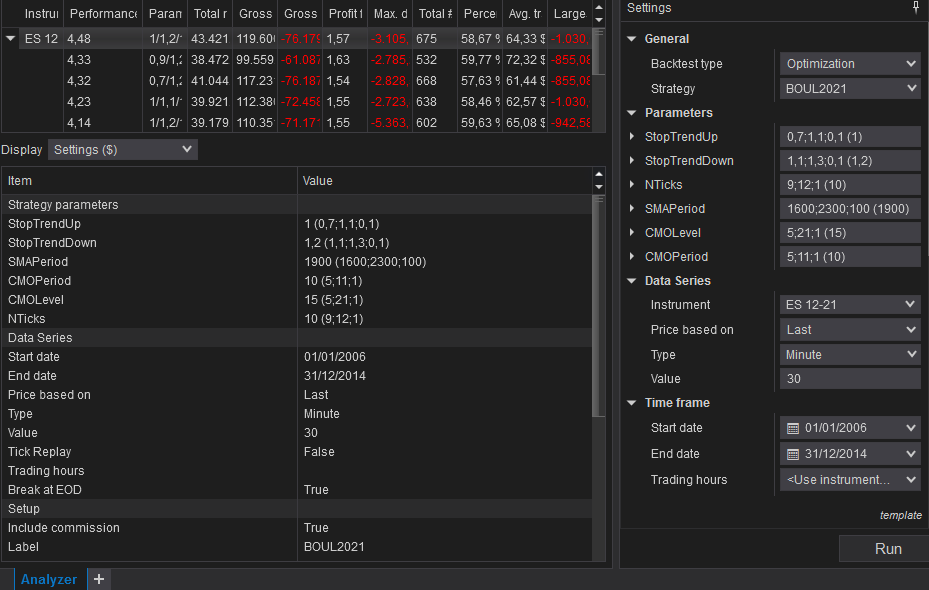 Instru Performance Param Total r Gross Gross Profit f Max. d Total # Perce Avg. tr Large
ES 12 4,48 1/1,2/ 43.421 119.60 -76.179 1,57 -3.105, 675 58,67 % 64,33 $ -1.030,
4,33 0,9/1,2 38.472 99.559 -61.087 1,63 -2.785, 532 59,77 % 72,32 $ -855,08
4,32 0,7/1,2 41.044 117.23 -76.187 1,54 -2.828, 668 57,63 % 61,44 $ -855,08
4,23 1/1,1/ 39.921 112.380 -72.458 1,55 -2.723, 638 58,46 % 62,57 $ -1.030,
4,14 1/1,2/ 39.179 110.35 -71.17 1,55 -5.363, 602 59,63 % 65,08 $ -942,58
Display Settings ($)
Item Value
Strategy parameters
StopTrendUp 1 (0,7;1,1;0,1)
StopTrendDown 1,2 (1,1;1,3;0,1)
SMAPeriod 1900 (1600;2300;100)
CMOPeriod 10 (5;11;1)
CMOLevel 15 (5;21;1)
NTicks 10 (9;12;1)
Data Series
Start date 01/01/2006
End date 31/12/2014
Price based on Last
Type Minute
Value 30
Tick Replay False
Trading hours
Break at EOD True
Setup
Include commission True
Label BOUL2021
Analyzer +
Settings
General
Backtest type Optimization
Strategy BOUL2021
Parameters
StopTrendUp 0,7;1,1;0,1 (1)
StopTrendDown 1,1;1,3;0,1 (1,2)
NTicks 9;12;1 (10)
SMAPeriod 1600;2300;100 (1900)
CMOLevel 5;21;1 (15)
CMOPeriod 5;11;1 (10)
Data Series
Instrument ES 12-21
Price based on Last
Type Minute
Value 30
Time frame
Start date 01/01/2006
End date 31/12/2014
Trading hours <Use instrument...
template
Run